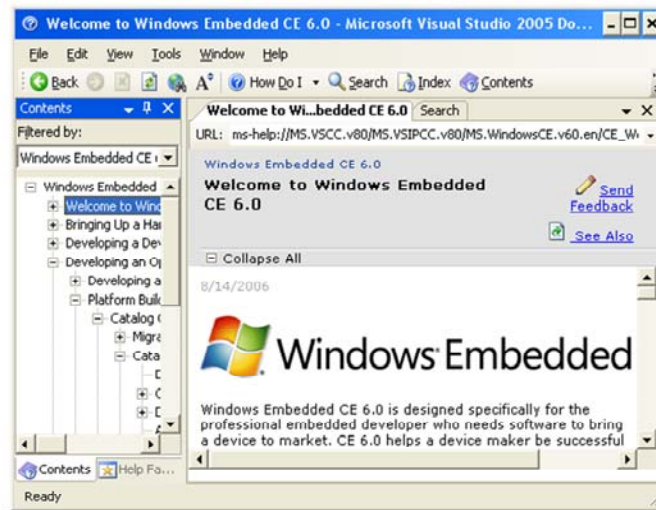 Welcome to Windows Embedded CE 6.0 - Microsoft Visual Studio 2005 Do...
File Edit View Tools Window Help
Back How Do I Search Index Contents
Contents
Filtered by:
Windows Embedded CE
Windows Embedded
Welcome to Wind
Bringing Up a Har
Developing a Dev
Developing an Op
Developing a
Platform Buil
Catalog
Migra
Cata
D
C
D
Contents Help Fa...
Welcome to Wi...bedded CE 6.0 Search
URL: ms-help://MS.VSCC.v80/MS.VSIPCC.v80/MS.WindowsCE.v60.en/CE_W
Windows Embedded CE 6.0
Welcome to Windows Embedded
CE 6.0
Send
Feedback
See Also
Collapse All
8/14/2006
Windows Embedded
Windows Embedded CE 6.0 is designed specifically for the
professional embedded developer who needs software to bring
a device to market. CE 6.0 helps a device maker be successful
Ready